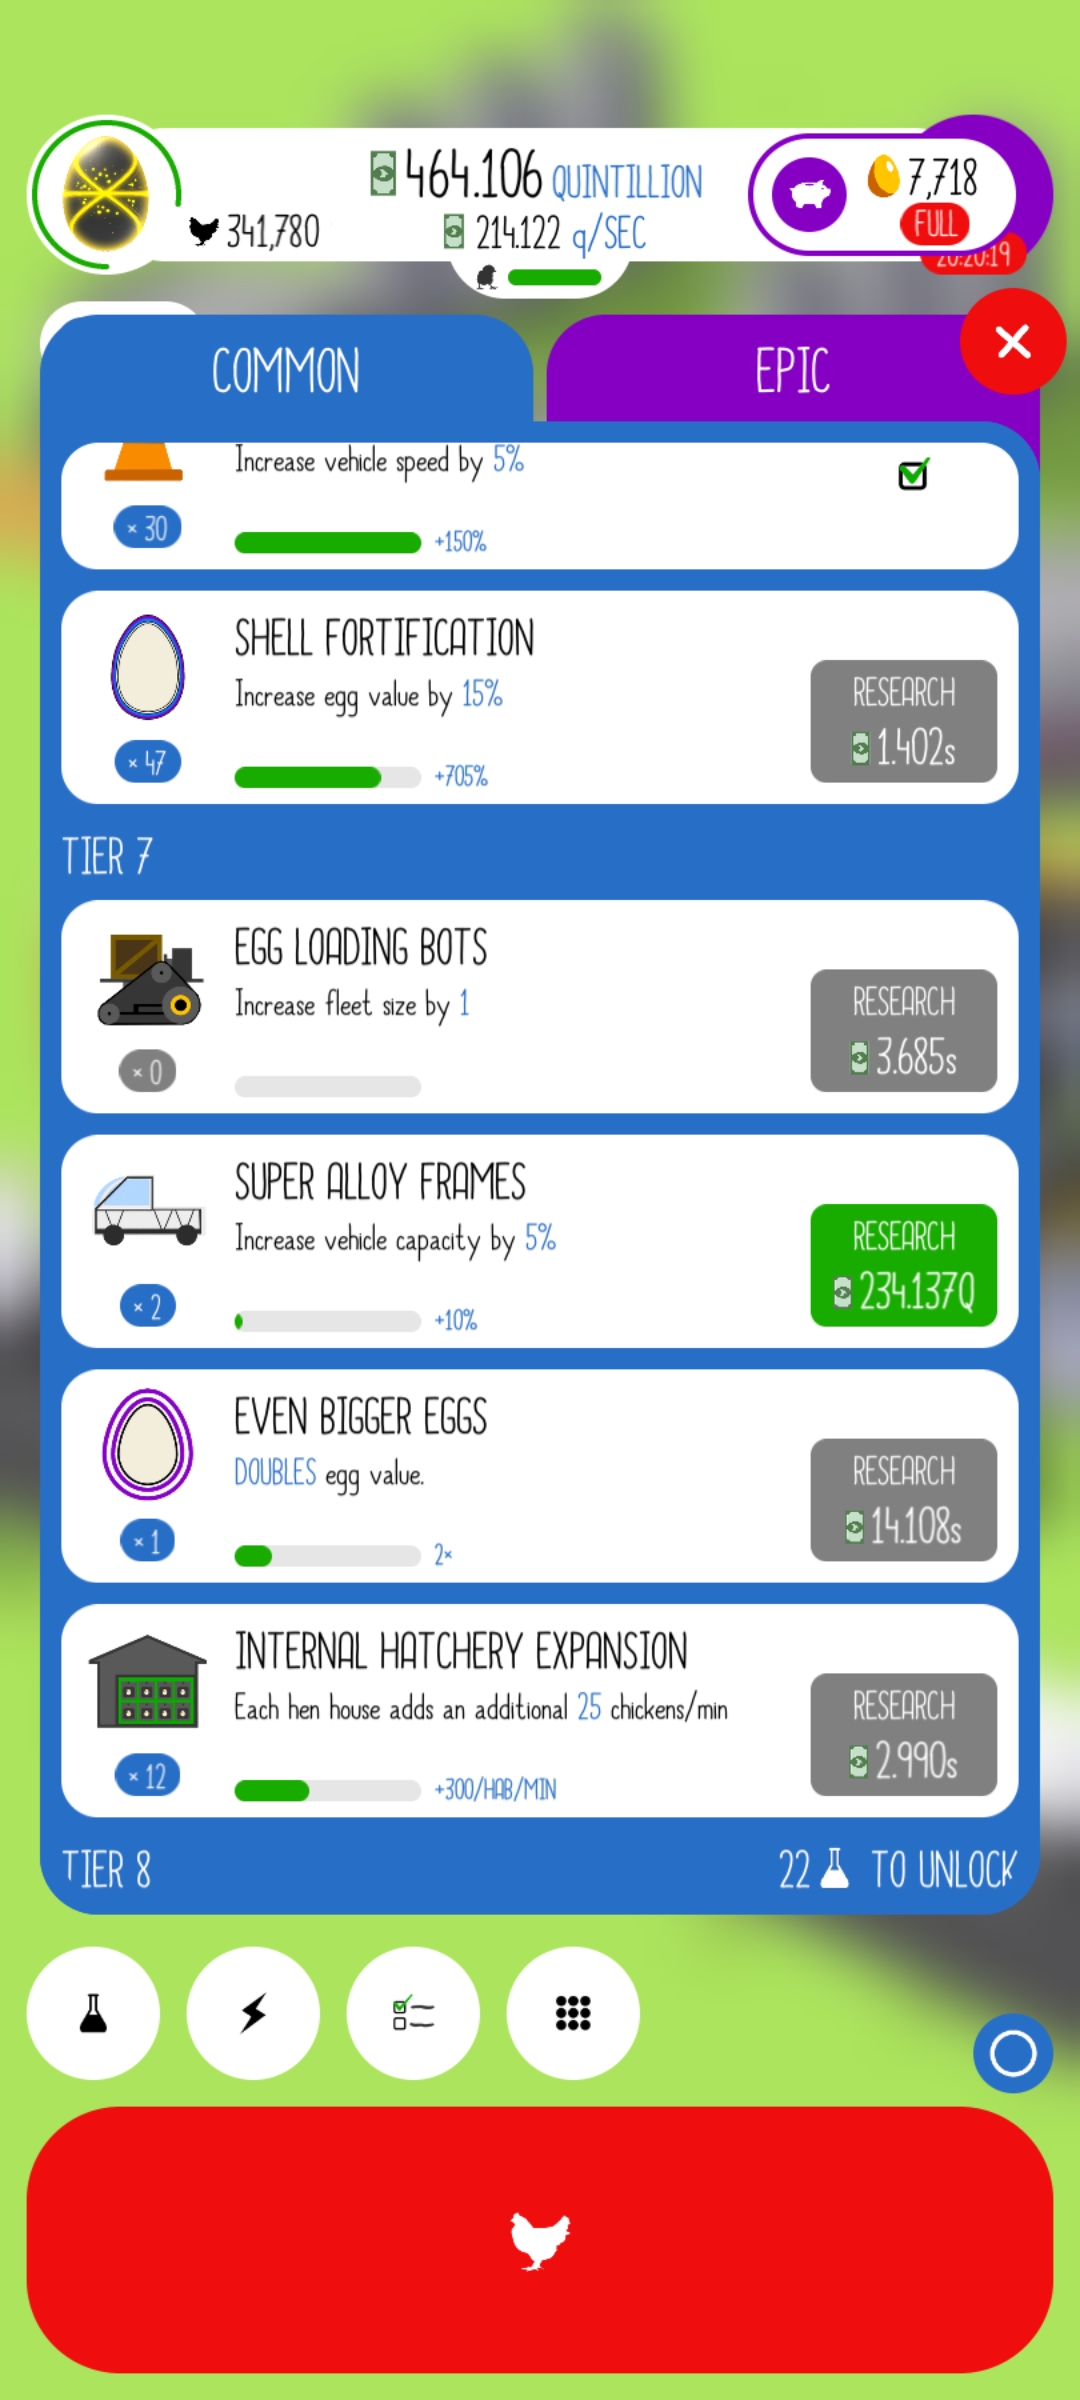 464.106 QUINTILLION
341,780
214.122 q/SEC
7,718
FULL
20:20:19
COMMON
EPIC
Increase vehicle speed by 5%
× 30
+150%
SHELL FORTIFICATION
Increase egg value by 15%
RESEARCH
1.402s
× 47
+705%
TIER 7
EGG LOADING BOTS
Increase fleet size by 1
RESEARCH
3.685s
× 0
SUPER ALLOY FRAMES
Increase vehicle capacity by 5%
RESEARCH
234.137Q
× 2
+10%
EVEN BIGGER EGGS
DOUBLES egg value.
RESEARCH
14.108s
× 1
2×
INTERNAL HATCHERY EXPANSION
Each hen house adds an additional 25 chickens/min
RESEARCH
2.990s
× 12
+300/HAB/MIN
TIER 8
22 TO UNLOCK